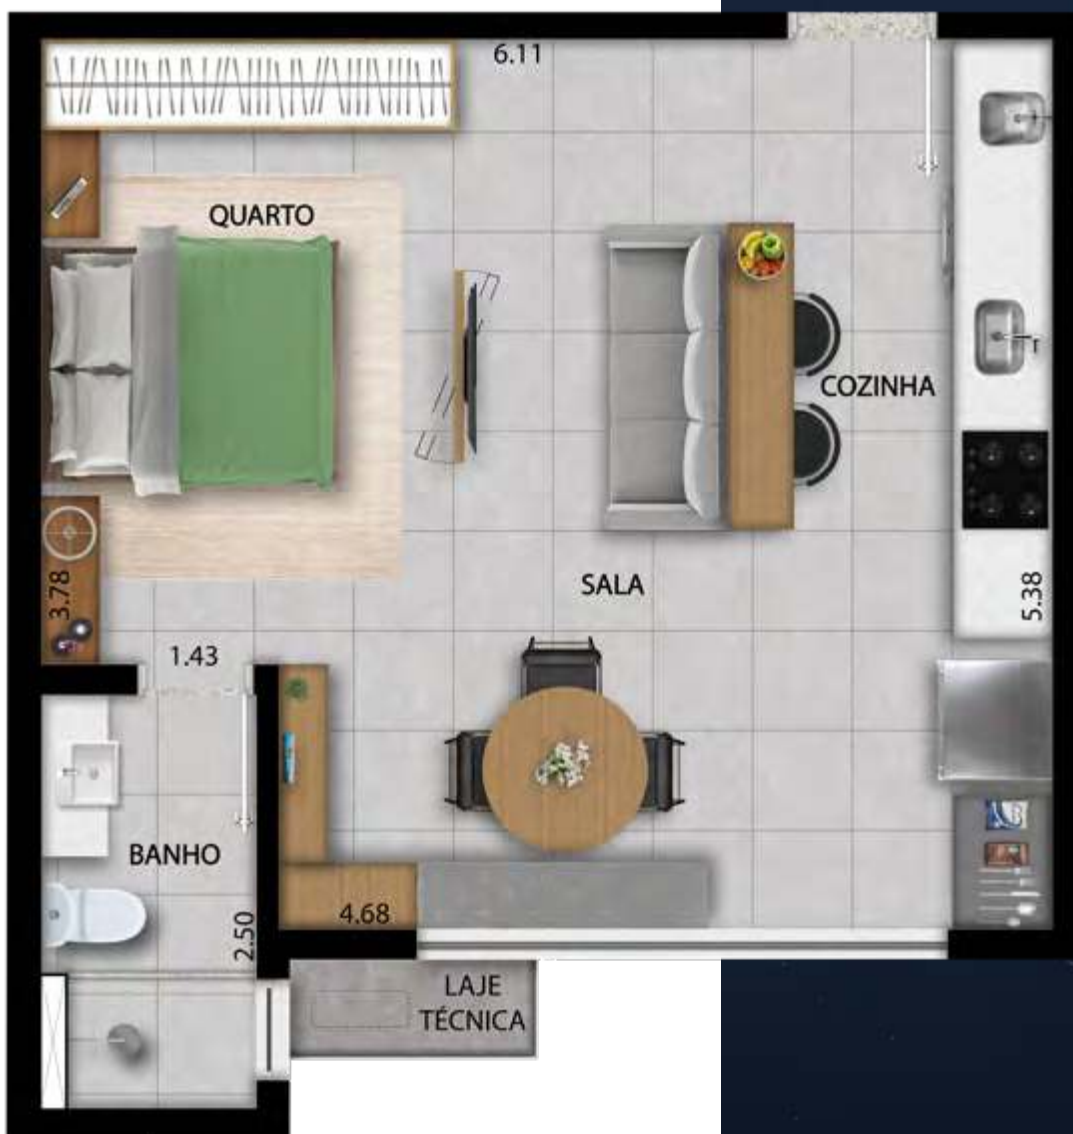 6.11
QUARTO
COZINHA
SALA
3.78
5.38
1.43
BANHO
4.68
2.50
LAJE
TÉCNICA